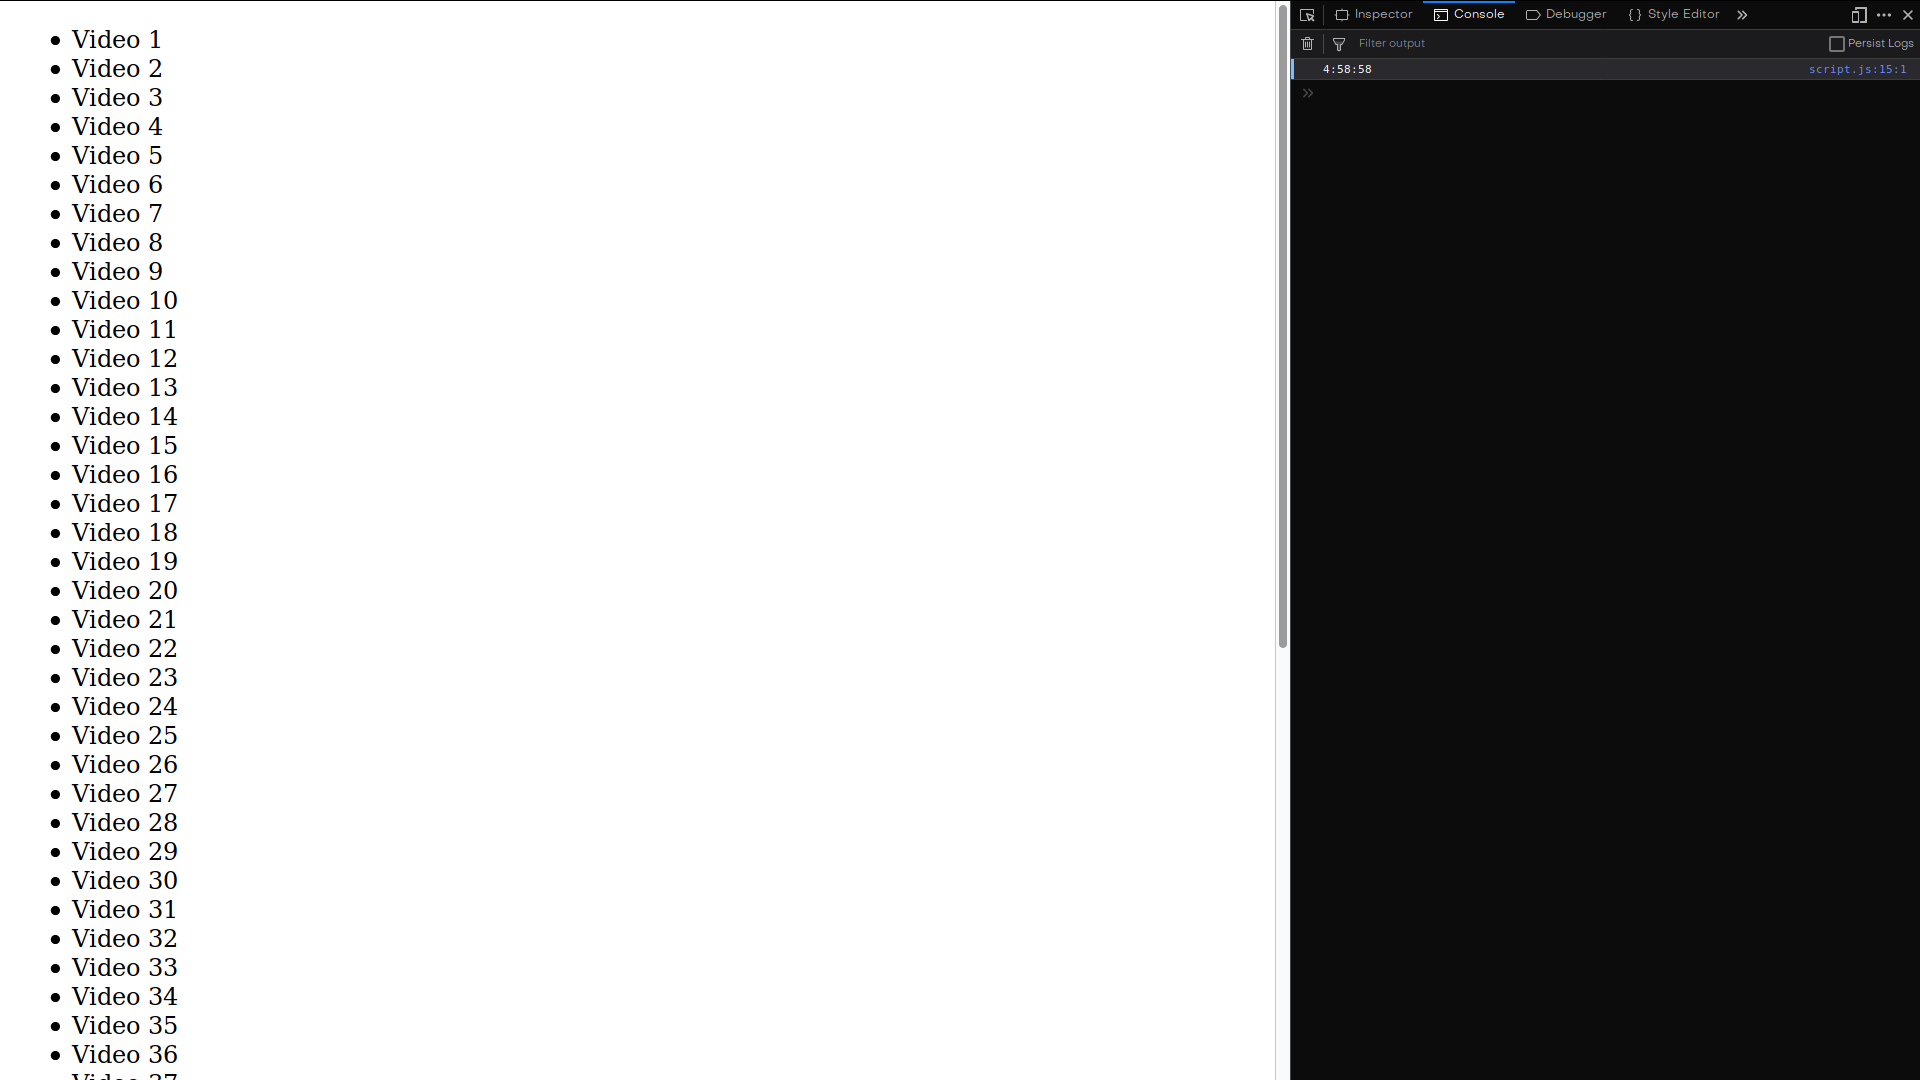 Video 1
Video 2
Video 3
Video 4
Video 5
Video 6
Video 7
Video 8
Video 9
Video 10
Video 11
Video 12
Video 13
Video 14
Video 15
Video 16
Video 17
Video 18
Video 19
Video 20
Video 21
Video 22
Video 23
Video 24
Video 25
Video 26
Video 27
Video 28
Video 29
Video 30
Video 31
Video 32
Video 33
Video 34
Video 35
Video 36
Video 37
Inspector Console Debugger Style Editor
Filter output Persist Logs
4:58:58 script.js:15:1